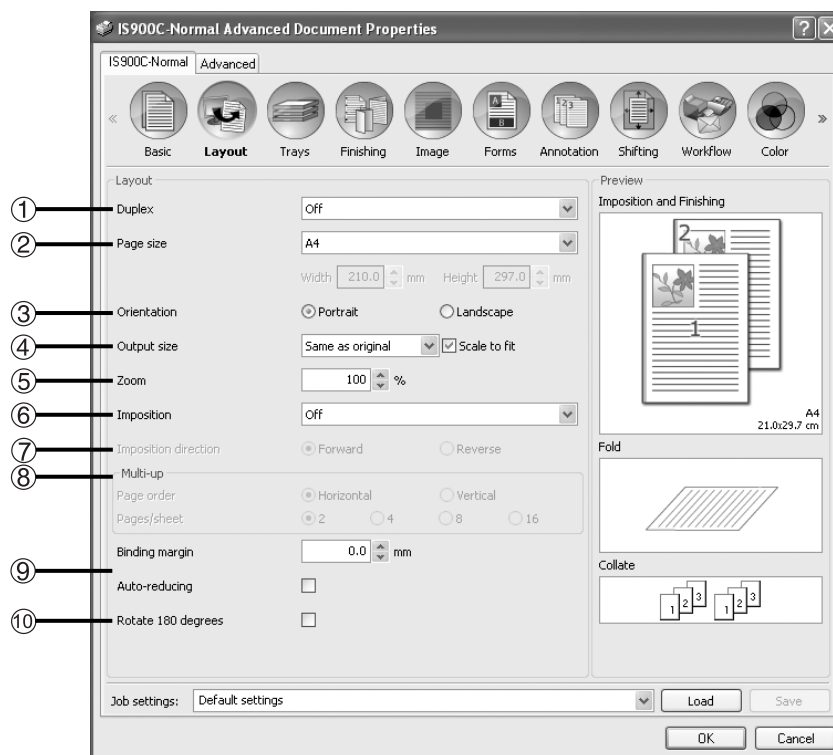 IS900C-Normal Advanced Document Properties
IS900C-Normal Advanced
« Basic Layout Trays Finishing Image Forms Annotation Shifting Workflow Color »
Layout
① Duplex Off
② Page size A4
Width 210.0 mm Height 297.0 mm
③ Orientation Portrait Landscape
④ Output size Same as original Scale to fit
⑤ Zoom 100 %
⑥ Imposition Off
⑦ Imposition direction Forward Reverse
⑧ Multi-up
Page order Horizontal Vertical
Pages/sheet 2 4 8 16
⑨ Binding margin 0.0 mm
Auto-reducing
⑩ Rotate 180 degrees
Preview
Imposition and Finishing
2
1
A4
21.0x29.7 cm
Fold
Collate
1 2 3 1 2 3
Job settings: Default settings Load Save
OK Cancel